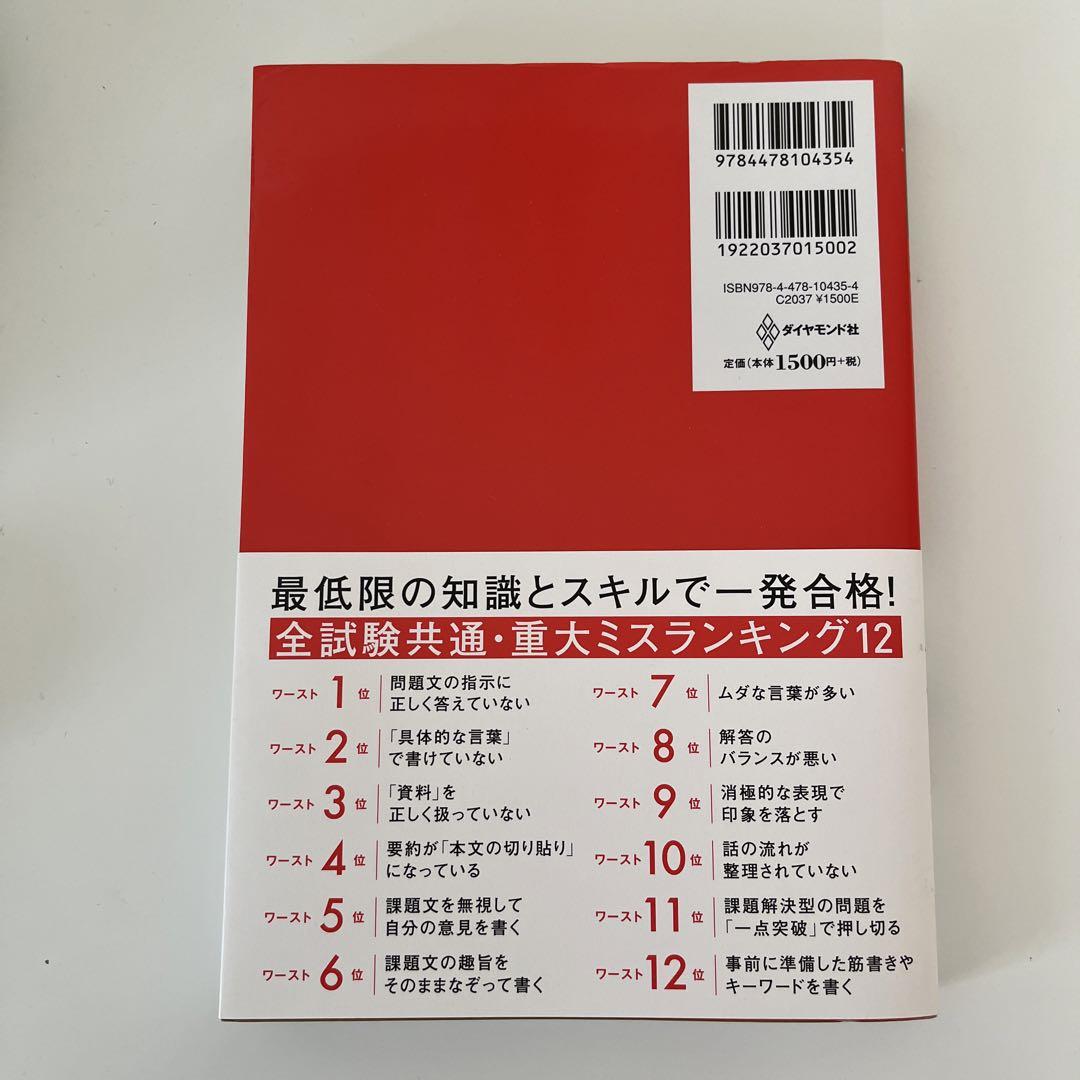 9784478104354
1922037015002
ISBN978-4-478-10435-4
C2037 ¥1500E
ダイヤモンド社
定価(本体1500円+税)
最低限の知識とスキルで一発合格!
全試験共通・重大ミスランキング12
ワースト1位 問題文の指示に
正しく答えていない
ワースト2位 「具体的な言葉」
で書けていない
ワースト3位 「資料」を
正しく扱っていない
ワースト4位 要約が「本文の切り貼り」
になっている
ワースト5位 課題文を無視して
自分の意見を書く
ワースト6位 課題文の趣旨を
そのままなぞって書く
ワースト7位 ムダな言葉が多い
ワースト8位 解答の
バランスが悪い
ワースト9位 消極的な表現で
印象を落とす
ワースト10位 話の流れが
整理されていない
ワースト11位 課題解決型の問題を
「一点突破」で押し切る
ワースト12位 事前に準備した筋書きや
キーワードを書く